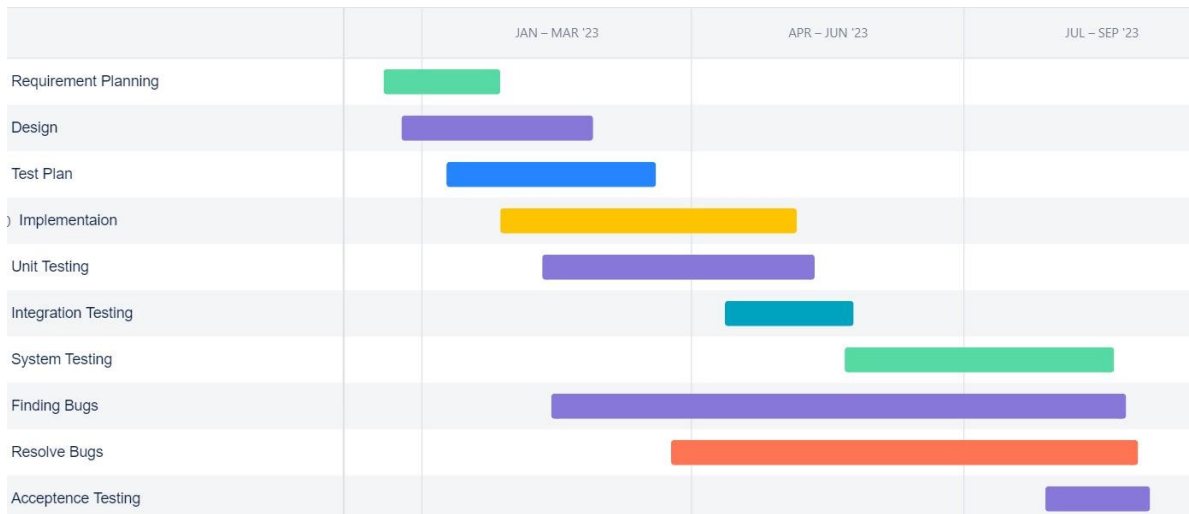 JAN – MAR '23 APR – JUN '23 JUL – SEP '23
Requirement Planning
Design
Test Plan
) Implementaion
Unit Testing
Integration Testing
System Testing
Finding Bugs
Resolve Bugs
Acceptence Testing